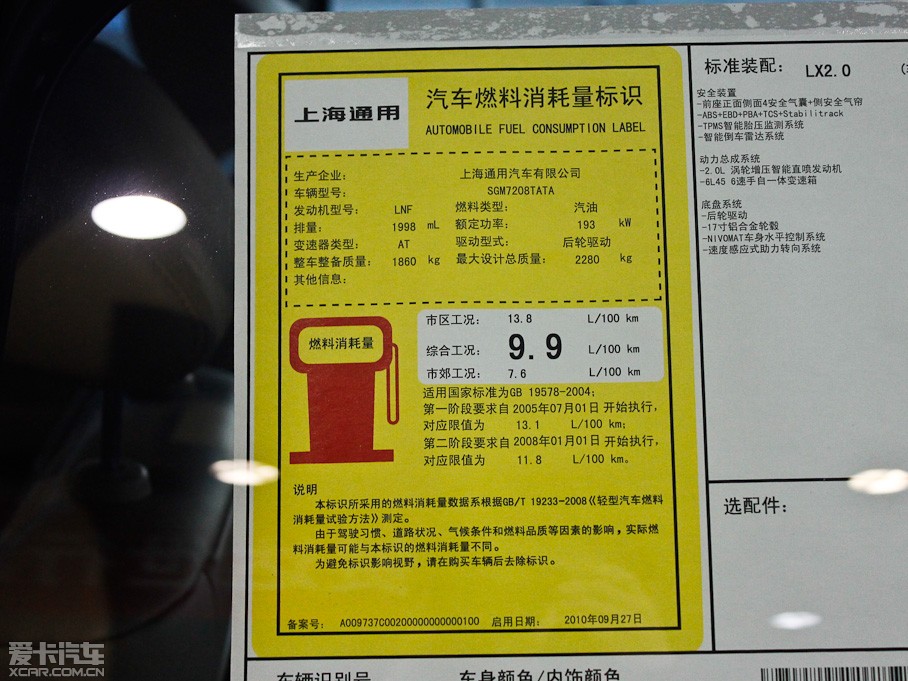 上海通用
汽车燃料消耗量标识
AUTOMOBILE FUEL CONSUMPTION LABEL
生产企业： 上海通用汽车有限公司
车辆型号： SGM7208TATA
发动机型号： LNF 燃料类型： 汽油
排量： 1998 mL 额定功率： 193 kW
变速器类型： AT 驱动型式： 后轮驱动
整车整备质量： 1860 kg 最大设计总质量： 2280 kg
其他信息：
燃料消耗量
市区工况： 13.8 L/100 km
综合工况： 9.9 L/100 km
市郊工况： 7.6 L/100 km
适用国家标准为GB 19578-2004；
第一阶段要求自 2005年07月01日 开始执行，
对应限值为 13.1 L/100 km；
第二阶段要求自 2008年01月01日 开始执行，
对应限值为 11.8 L/100 km。
说明
本标识所采用的燃料消耗量数据系根据GB/T 19233-2008《轻型汽车燃料
消耗量试验方法》测定。
由于驾驶习惯、道路状况、气候条件和燃料品质等因素的影响，实际燃
料消耗量可能与本标识的燃料消耗量不同。
为避免标识影响视野，请在购买车辆后去除标识。
备案号： A009737C00200000000000100 启用日期： 2010年09月27日
标准装配： LX2.0
安全装置
-前座正面侧面4安全气囊+侧安全气帘
-ABS+EBD+PBA+TCS+Stabilitrack
-TPMS智能胎压监测系统
-智能倒车雷达系统
动力总成系统
-2.0L 涡轮增压智能直喷发动机
-6L45 6速手自一体变速箱
底盘系统
-后轮驱动
-17寸铝合金轮毂
-NIVOMAT车身水平控制系统
-速度感应式助力转向系统
选配件：
车辆识别号 车身颜色/内饰颜色
爱卡汽车
XCAR.COM.CN